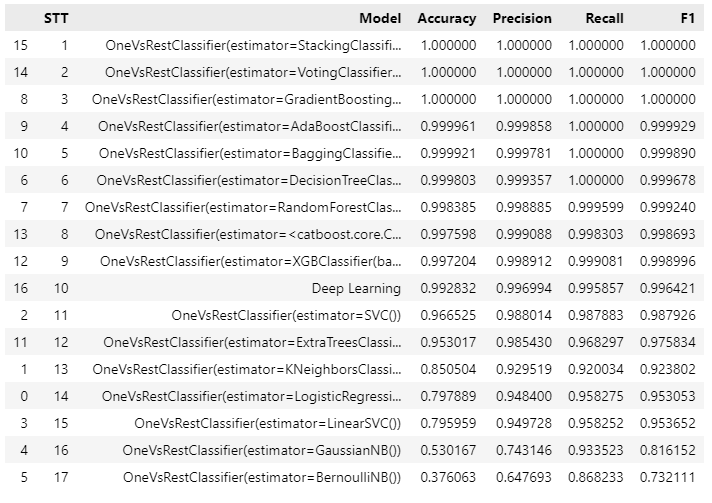 STT Model Accuracy Precision Recall F1
15 1 OneVsRestClassifier(estimator=StackingClassifi... 1.000000 1.000000 1.000000 1.000000
14 2 OneVsRestClassifier(estimator=VotingClassifier... 1.000000 1.000000 1.000000 1.000000
8 3 OneVsRestClassifier(estimator=GradientBoosting... 1.000000 1.000000 1.000000 1.000000
9 4 OneVsRestClassifier(estimator=AdaBoostClassifi... 0.999961 0.999858 1.000000 0.999929
10 5 OneVsRestClassifier(estimator=BaggingClassifie... 0.999921 0.999781 1.000000 0.999890
6 6 OneVsRestClassifier(estimator=DecisionTreeClas... 0.999803 0.999357 1.000000 0.999678
7 7 OneVsRestClassifier(estimator=RandomForestClas... 0.998385 0.998885 0.999599 0.999240
13 8 OneVsRestClassifier(estimator=<catboost.core.C... 0.997598 0.999088 0.998303 0.998693
12 9 OneVsRestClassifier(estimator=XGBClassifier(ba... 0.997204 0.998912 0.999081 0.998996
16 10 Deep Learning 0.992832 0.996994 0.995857 0.996421
2 11 OneVsRestClassifier(estimator=SVC()) 0.966525 0.988014 0.987883 0.987926
11 12 OneVsRestClassifier(estimator=ExtraTreesClassi... 0.953017 0.985430 0.968297 0.975834
1 13 OneVsRestClassifier(estimator=KNeighborsClassi... 0.850504 0.929519 0.920034 0.923802
0 14 OneVsRestClassifier(estimator=LogisticRegressi... 0.797889 0.948400 0.958275 0.953053
3 15 OneVsRestClassifier(estimator=LinearSVC()) 0.795959 0.949728 0.958252 0.953652
4 16 OneVsRestClassifier(estimator=GaussianNB()) 0.530167 0.743146 0.933523 0.816152
5 17 OneVsRestClassifier(estimator=BernoulliNB()) 0.376063 0.647693 0.868233 0.732111